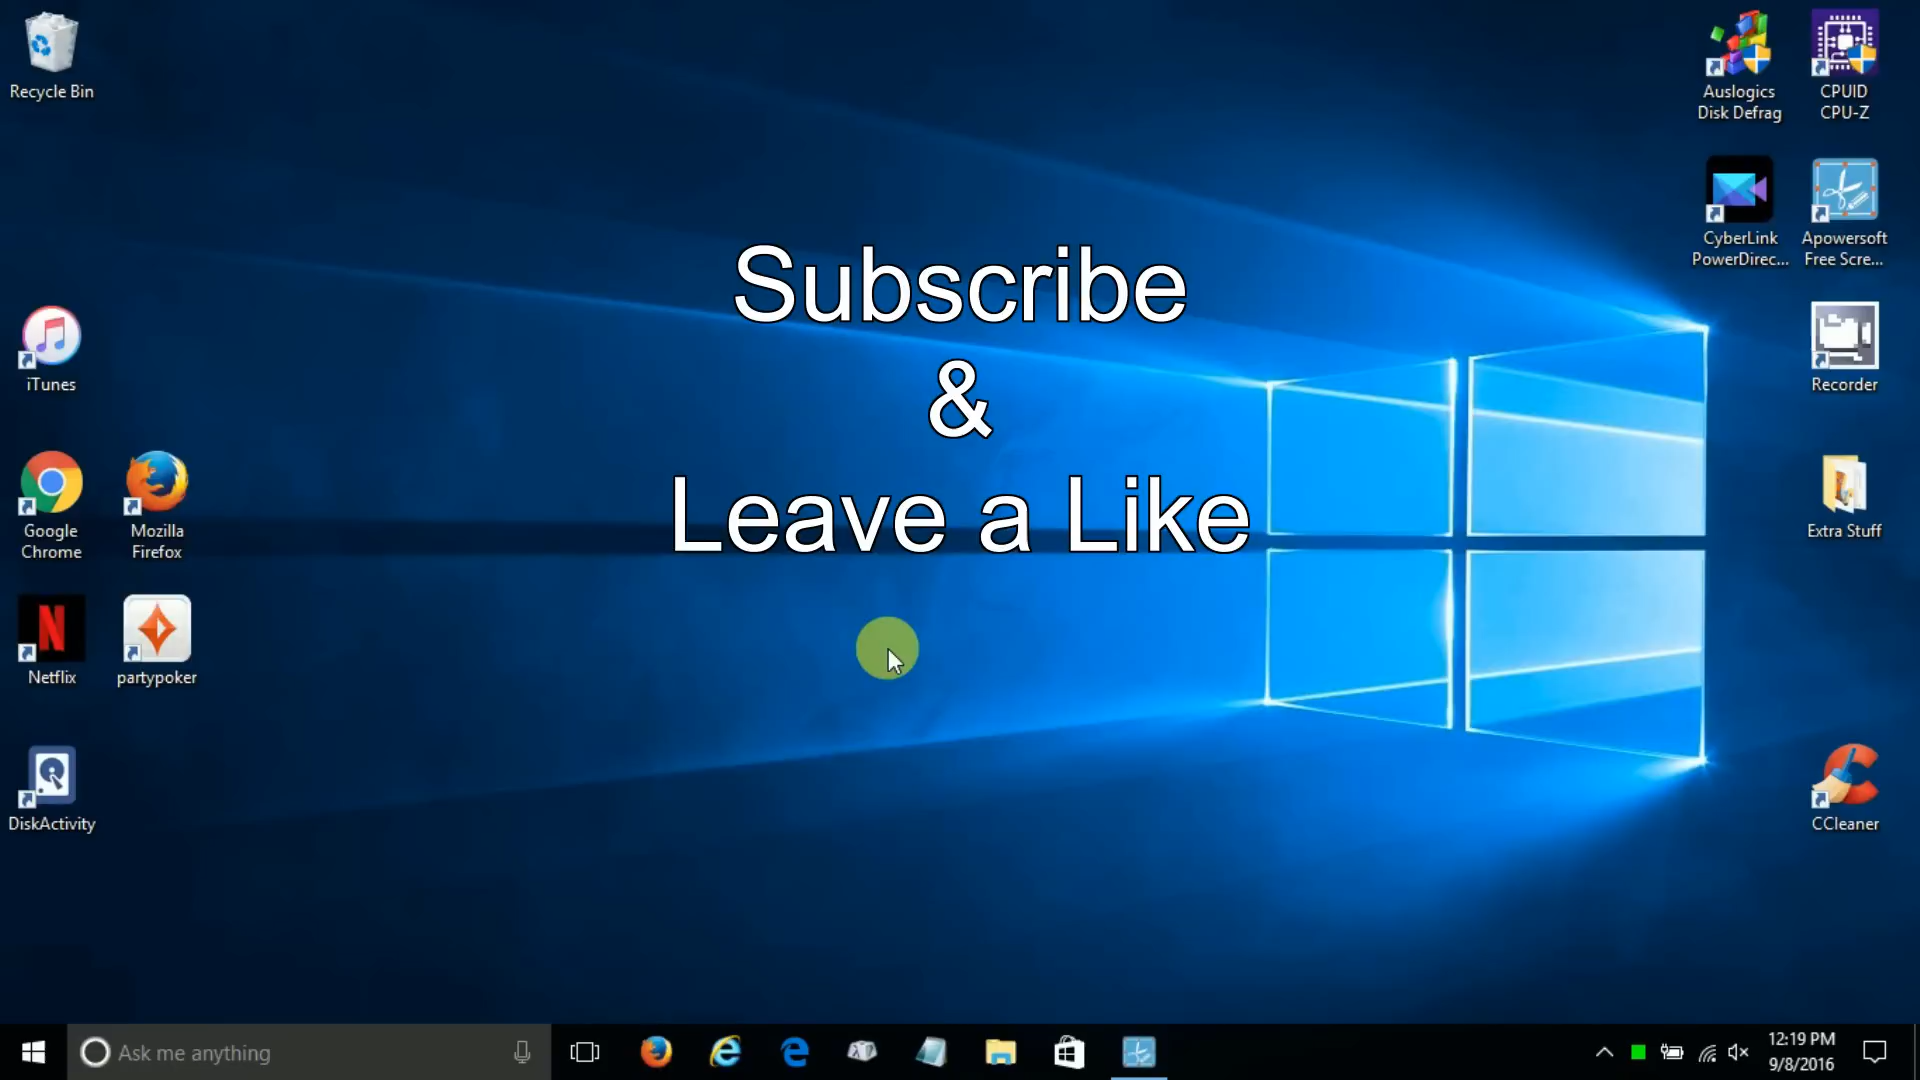 Recycle Bin
Auslogics
Disk Defrag
CPUID
CPU-Z
CyberLink
PowerDirec...
Apowersoft
Free Scre...
Subscribe
&
Leave a Like
iTunes
Recorder
Google
Chrome
Mozilla
Firefox
Extra Stuff
N
Netflix
partypoker
DiskActivity
CCleaner
Ask me anything
12:19 PM
9/8/2016